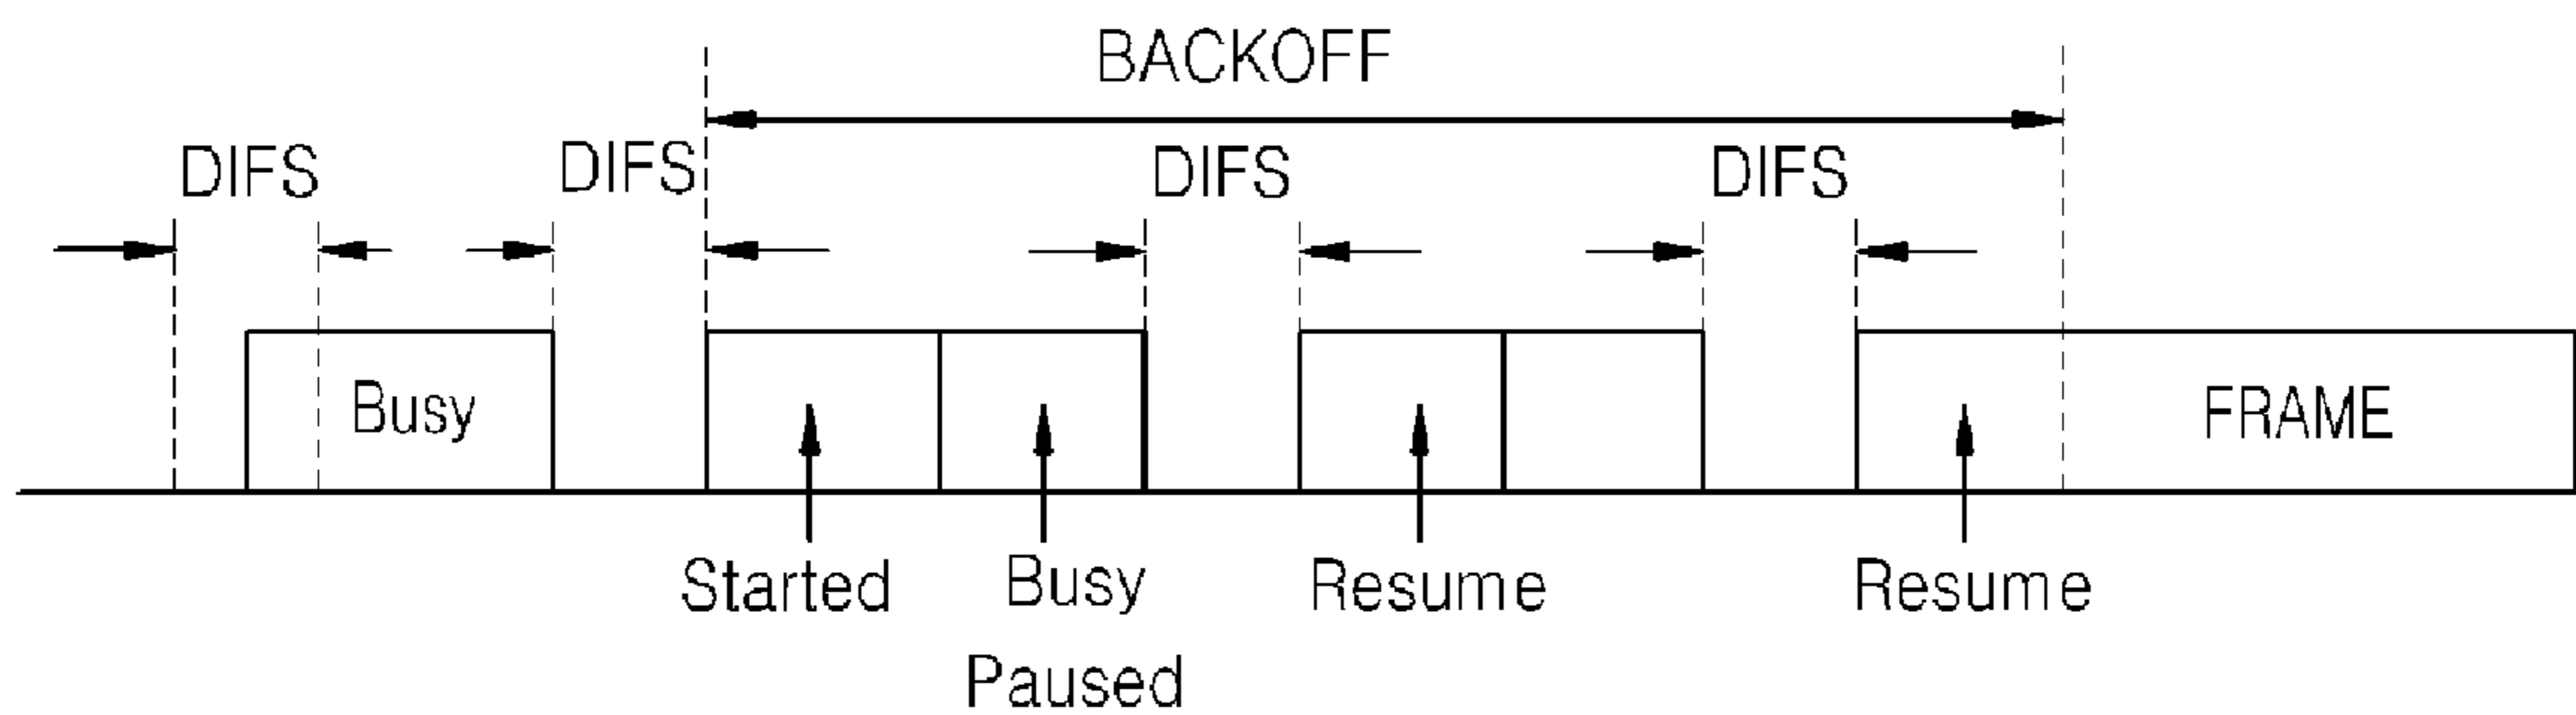 BACKOFF
DIFS DIFS DIFS DIFS
Busy FRAME
Started Busy Resume Resume
Paused